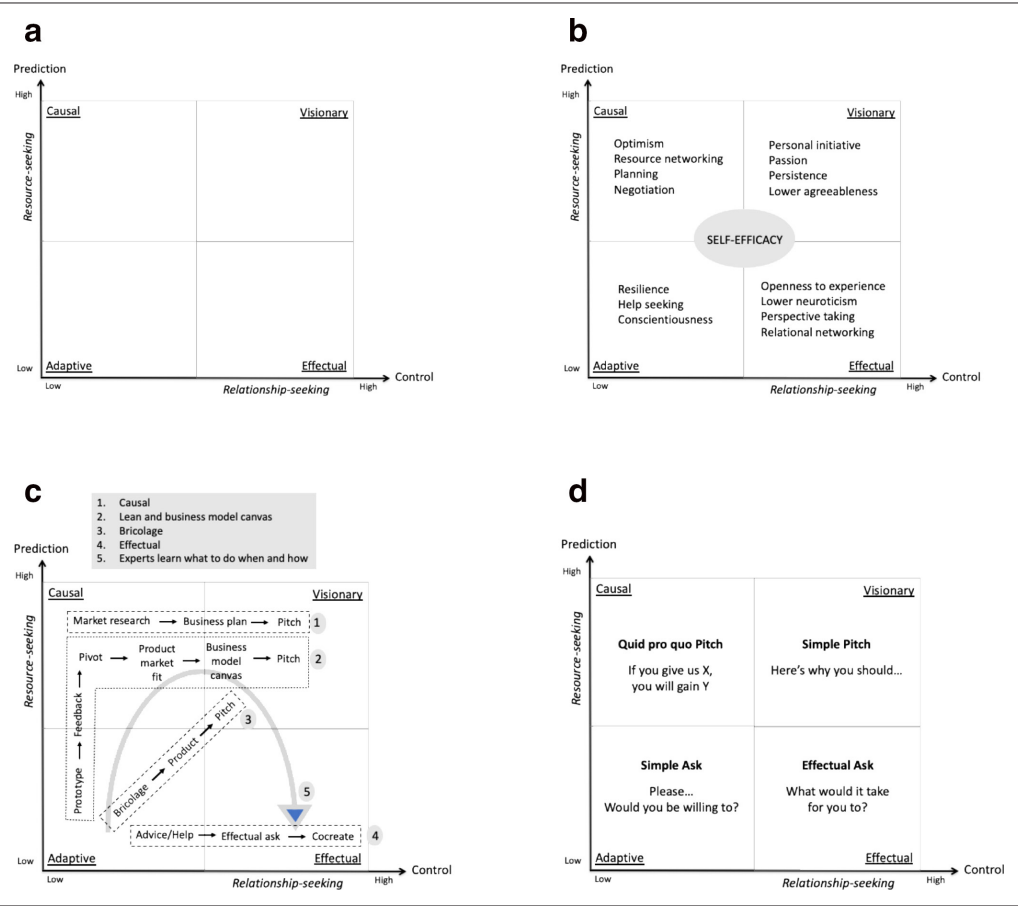 a
Prediction
High
Causal
Visionary
Resource-seeking
Low
Adaptive
Effectual
Low
Relationship-seeking
High
Control
b
Prediction
High
Causal
Visionary
Resource-seeking
Optimism
Resource networking
Planning
Negotiation
Personal initiative
Passion
Persistence
Lower agreeableness
SELF-EFFICACY
Resilience
Help seeking
Conscientiousness
Openness to experience
Lower neuroticism
Perspective taking
Relational networking
Low
Adaptive
Effectual
Low
Relationship-seeking
High
Control
c
1. Causal
2. Lean and business model canvas
3. Bricolage
4. Effectual
5. Experts learn what to do when and how
Prediction
High
Causal
Visionary
Resource-seeking
Market research
Business plan
Pitch
1
Pivot
Product
market
fit
Business
model
canvas
Pitch
2
Feedback
Prototype
Bricolage
Product
Pitch
3
5
Advice/Help
Effectual ask
Cocreate
4
Low
Adaptive
Effectual
Low
Relationship-seeking
High
Control
d
Prediction
High
Causal
Visionary
Resource-seeking
Quid pro quo Pitch
If you give us X,
you will gain Y
Simple Pitch
Here's why you should...
Simple Ask
Please...
Would you be willing to?
Effectual Ask
What would it take
for you to?
Low
Adaptive
Effectual
Low
Relationship-seeking
High
Control